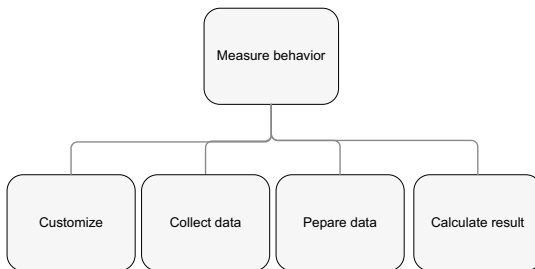 Measure behavior
Customize
Collect data
Pepare data
Calculate result